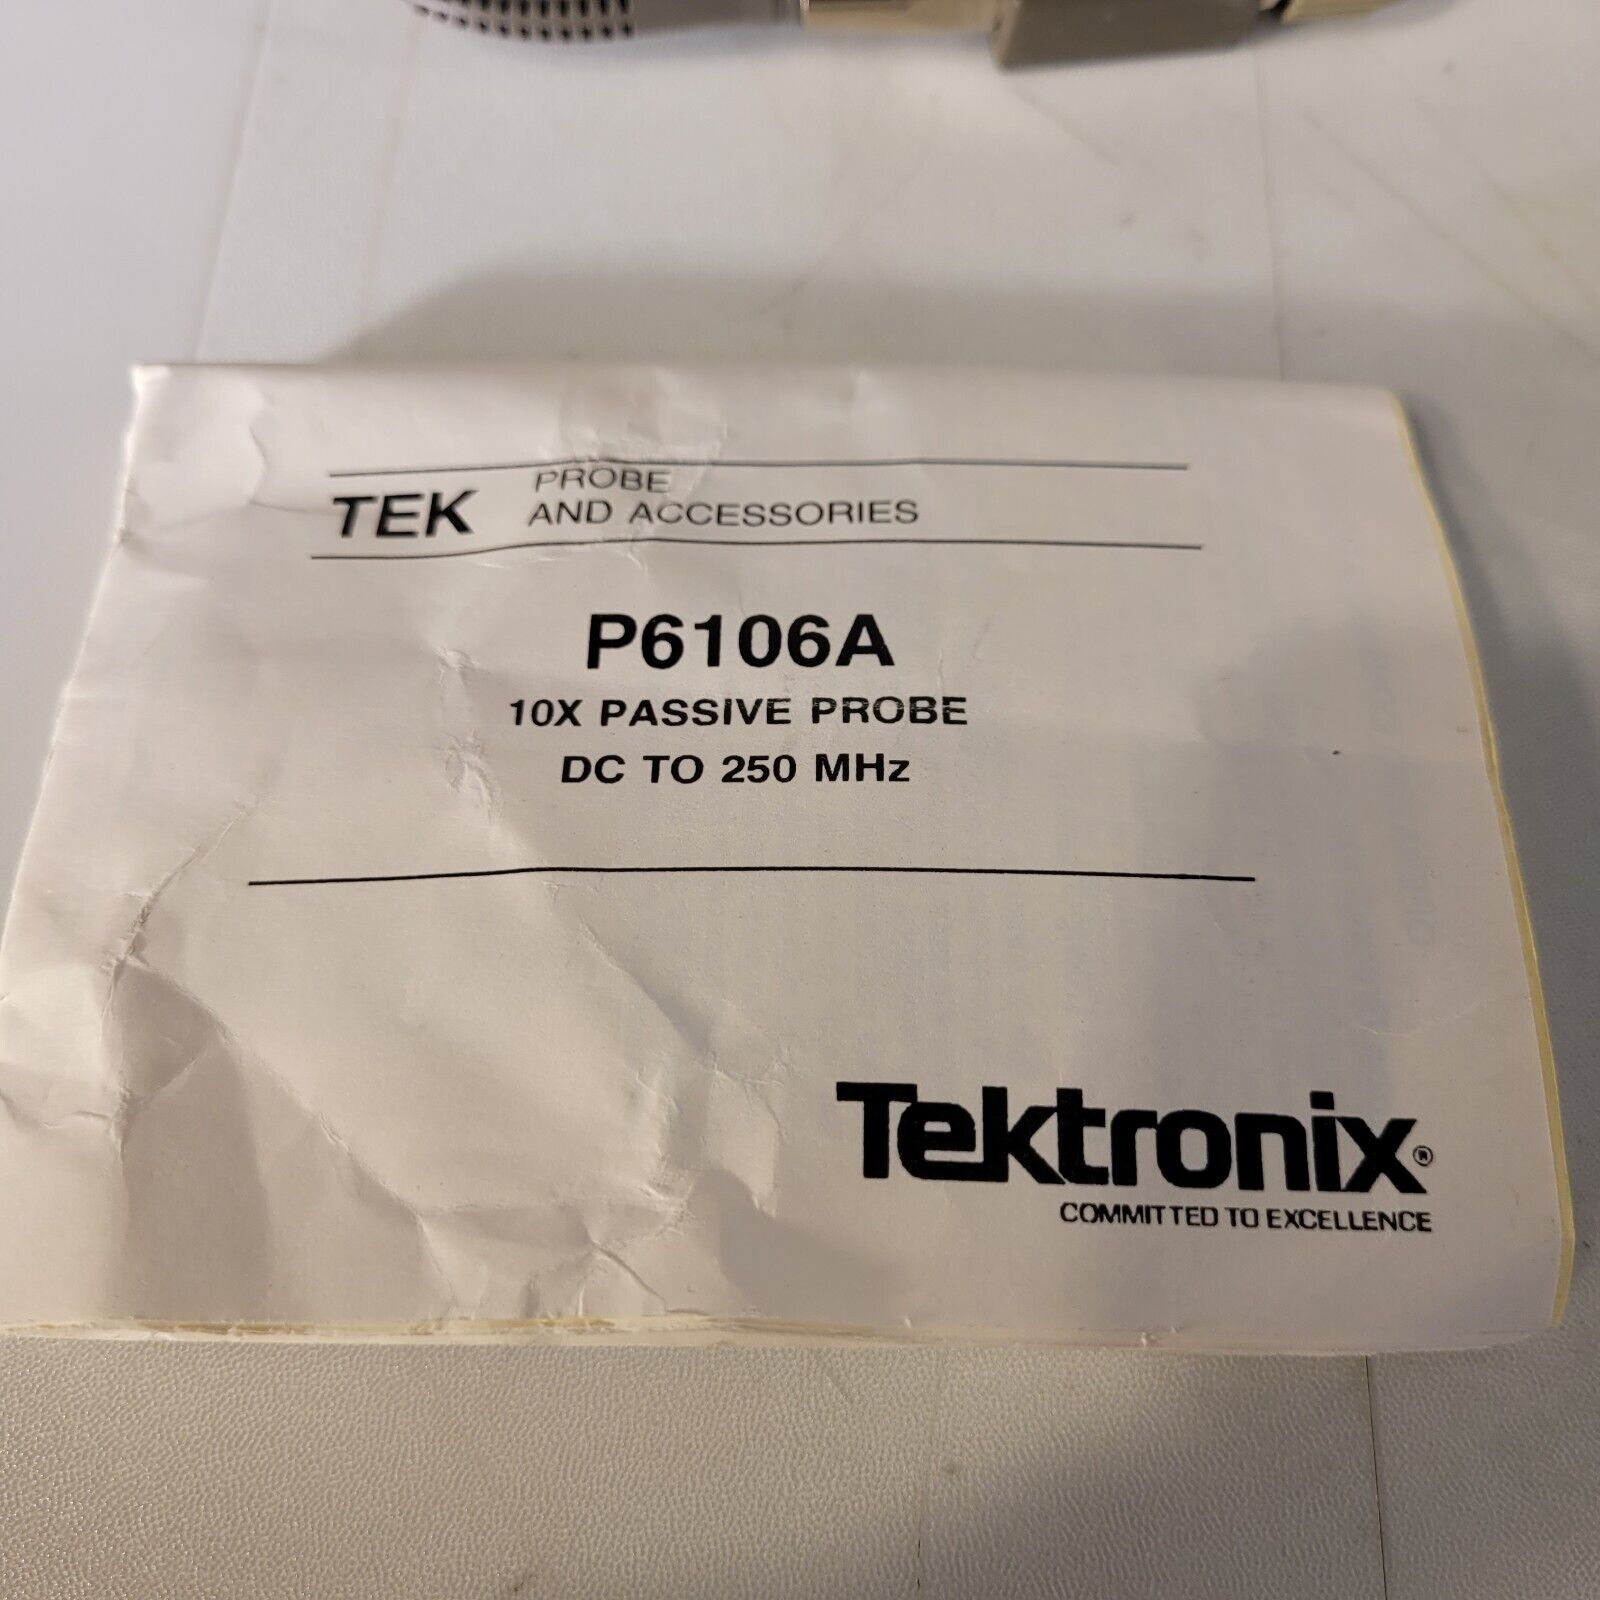 TEK PROBE
AND ACCESSORIES
P6106A
10X PASSIVE PROBE
DC TO 250 MHz
Tektronix®
COMMITTED TO EXCELLENCE